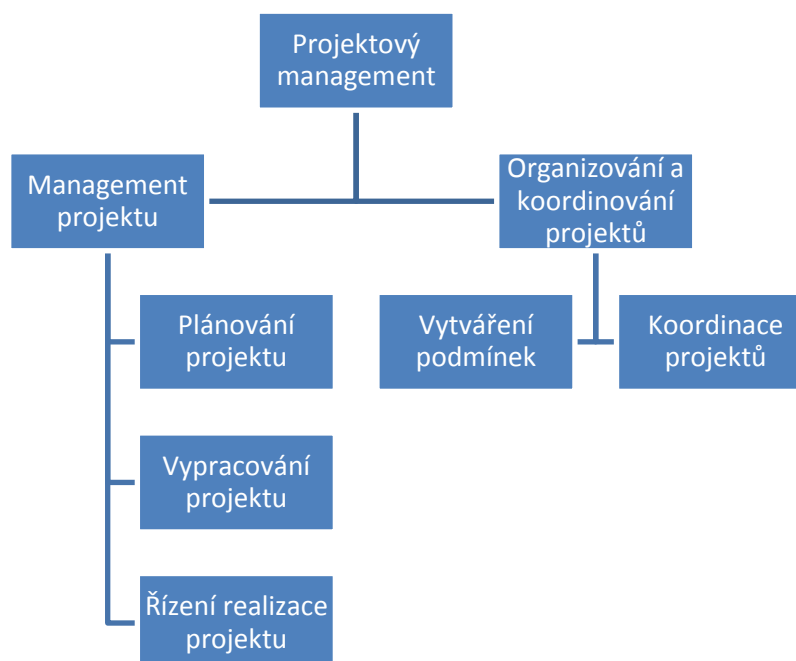 Projektový
management
Management
projektu
Organizování a
koordinování
projektů
Plánování
projektu
Vytváření
podmínek
Koordinace
projektů
Vypracování
projektu
Řízení realizace
projektu